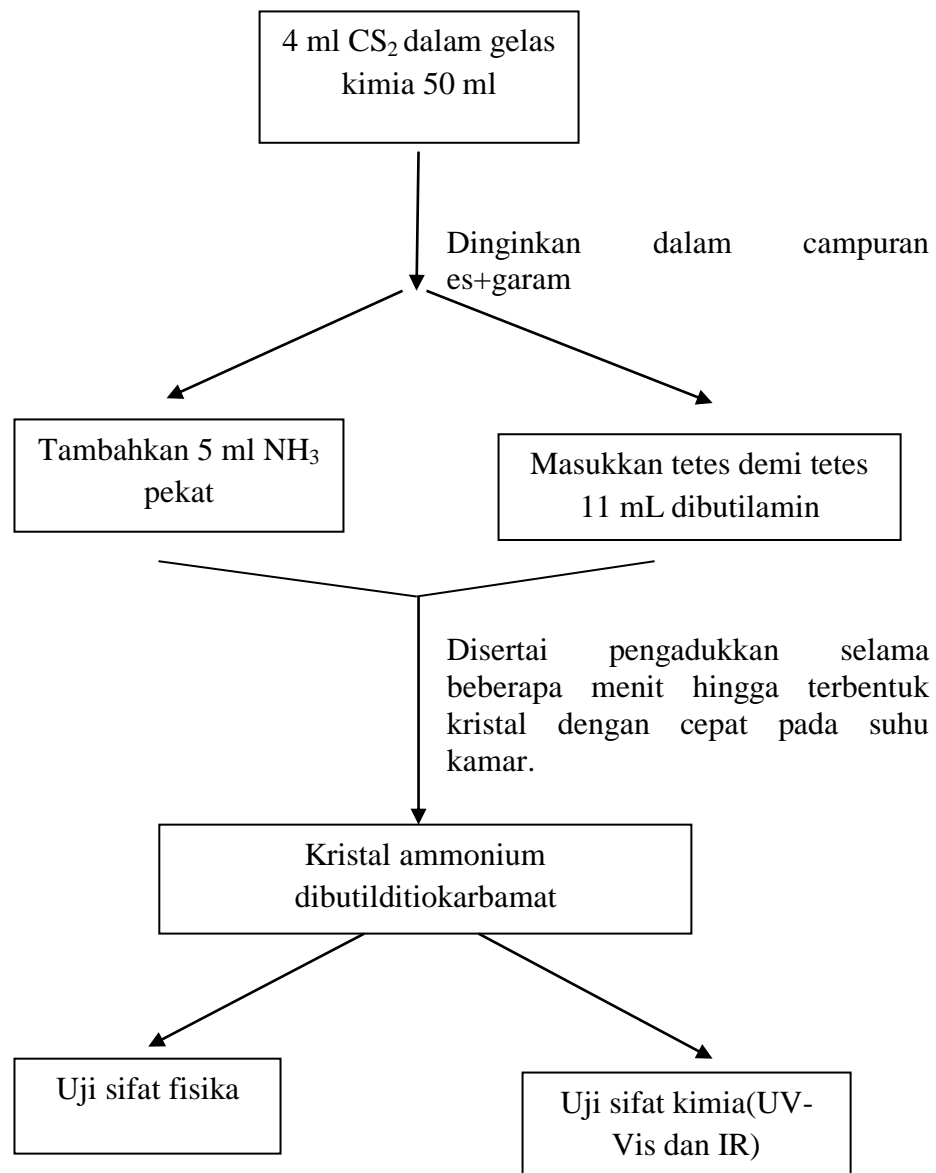 4 ml CS₂ dalam gelas
kimia 50 ml
Dinginkan dalam campuran
es+garam
Tambahkan 5 ml NH₃
pekat
Masukkan tetes demi tetes
11 mL dibutilamin
Disertai pengadukkan selama
beberapa menit hingga terbentuk
kristal dengan cepat pada suhu
kamar.
Kristal ammonium
dibutilditiokarbamat
Uji sifat fisika
Uji sifat kimia(UV-
Vis dan IR)